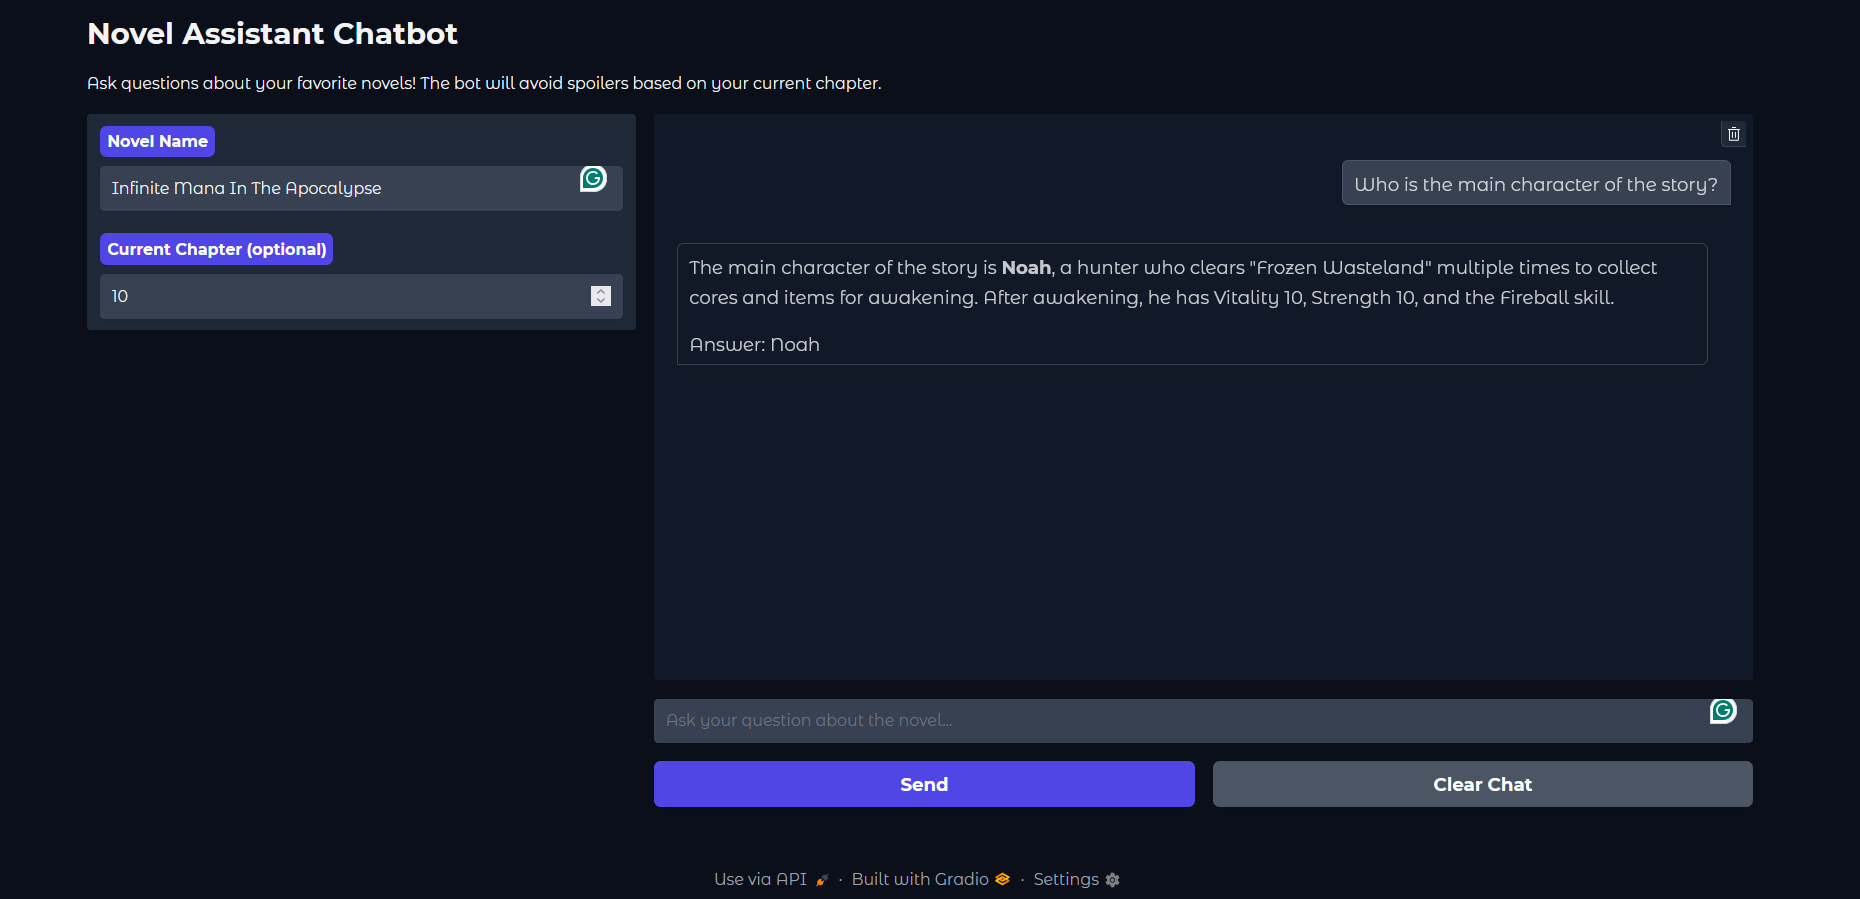 Novel Assistant Chatbot
Ask questions about your favorite novels! The bot will avoid spoilers based on your current chapter.
Novel Name
Infinite Mana In The Apocalypse
Current Chapter (optional)
10
Who is the main character of the story?
The main character of the story is Noah, a hunter who clears "Frozen Wasteland" multiple times to collect
cores and items for awakening. After awakening, he has Vitality 10, Strength 10, and the Fireball skill.
Answer: Noah
Ask your question about the novel...
Send
Clear Chat
Use via API · Built with Gradio · Settings